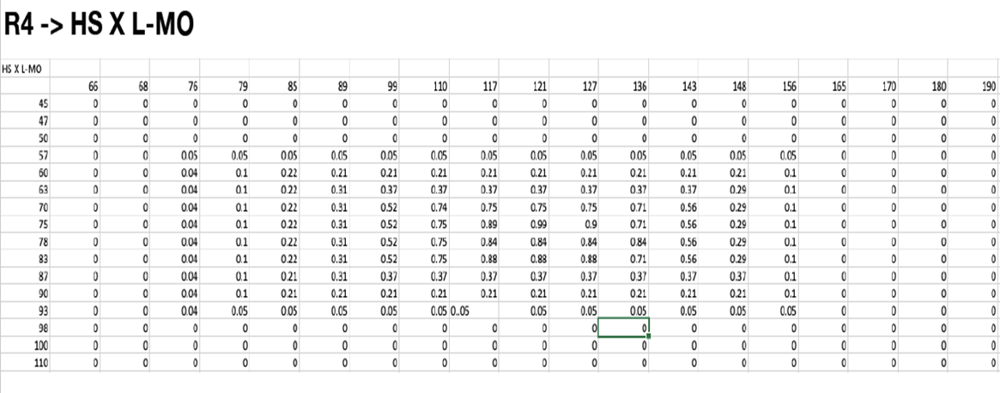 R4 -> HS X L-MO
HS X L-MO
66 68 76 79 85 89 99 110 117 121 127 136 143 148 156 165 170 180 190
45 0 0 0 0 0 0 0 0 0 0 0 0 0 0 0 0 0 0 0
47 0 0 0 0 0 0 0 0 0 0 0 0 0 0 0 0 0 0 0
50 0 0 0 0 0 0 0 0 0 0 0 0 0 0 0 0 0 0 0
57 0 0 0.05 0.05 0.05 0.05 0.05 0.05 0.05 0.05 0.05 0.05 0.05 0.05 0.05 0 0 0 0
60 0 0 0.04 0.1 0.22 0.21 0.21 0.21 0.21 0.21 0.21 0.21 0.21 0.21 0.1 0 0 0 0
63 0 0 0.04 0.1 0.22 0.31 0.37 0.37 0.37 0.37 0.37 0.37 0.37 0.29 0.1 0 0 0 0
70 0 0 0.04 0.1 0.22 0.31 0.52 0.74 0.75 0.75 0.75 0.71 0.56 0.29 0.1 0 0 0 0
75 0 0 0.04 0.1 0.22 0.31 0.52 0.75 0.89 0.99 0.9 0.71 0.56 0.29 0.1 0 0 0 0
78 0 0 0.04 0.1 0.22 0.31 0.52 0.75 0.84 0.84 0.84 0.84 0.56 0.29 0.1 0 0 0 0
83 0 0 0.04 0.1 0.22 0.31 0.52 0.75 0.88 0.88 0.88 0.71 0.56 0.29 0.1 0 0 0 0
87 0 0 0.04 0.1 0.21 0.31 0.37 0.37 0.37 0.37 0.37 0.37 0.37 0.37 0.1 0 0 0 0
90 0 0 0.04 0.1 0.21 0.21 0.21 0.21 0.21 0.21 0.21 0.21 0.21 0.21 0.1 0 0 0 0
93 0 0 0.04 0.05 0.05 0.05 0.05 0.05 0..05 0.05 0.05 0.05 0.05 0.05 0.05 0 0 0 0
98 0 0 0 0 0 0 0 0 0 0 0 0 0 0 0 0 0 0 0
100 0 0 0 0 0 0 0 0 0 0 0 0 0 0 0 0 0 0 0
110 0 0 0 0 0 0 0 0 0 0 0 0 0 0 0 0 0 0 0